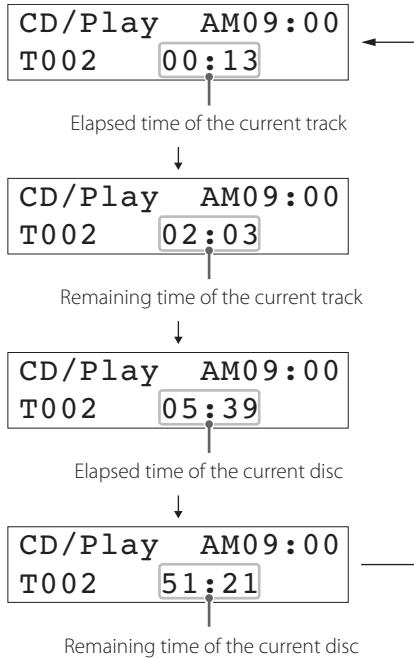 CD/Play AM09:00
T002 00:13
Elapsed time of the current track
CD/Play AM09:00
T002 02:03
Remaining time of the current track
CD/Play AM09:00
T002 05:39
Elapsed time of the current disc
CD/Play AM09:00
T002 51:21
Remaining time of the current disc